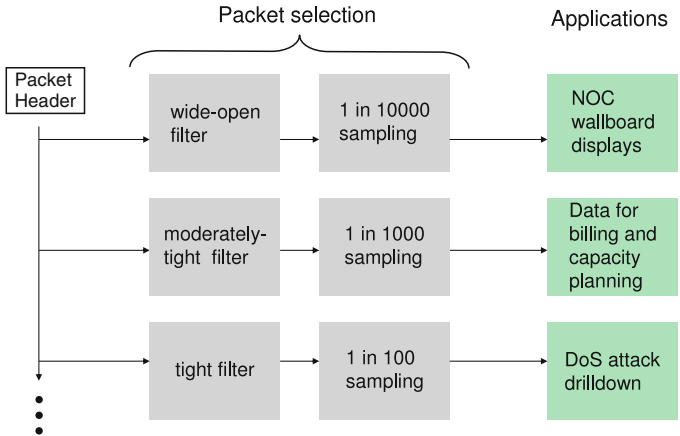 Packet selection
Applications
Packet
Header
wide-open
filter
1 in 10000
sampling
NOC
wallboard
displays
moderately-
tight filter
1 in 1000
sampling
Data for
billing and
capacity
planning
tight filter
1 in 100
sampling
DoS attack
drilldown